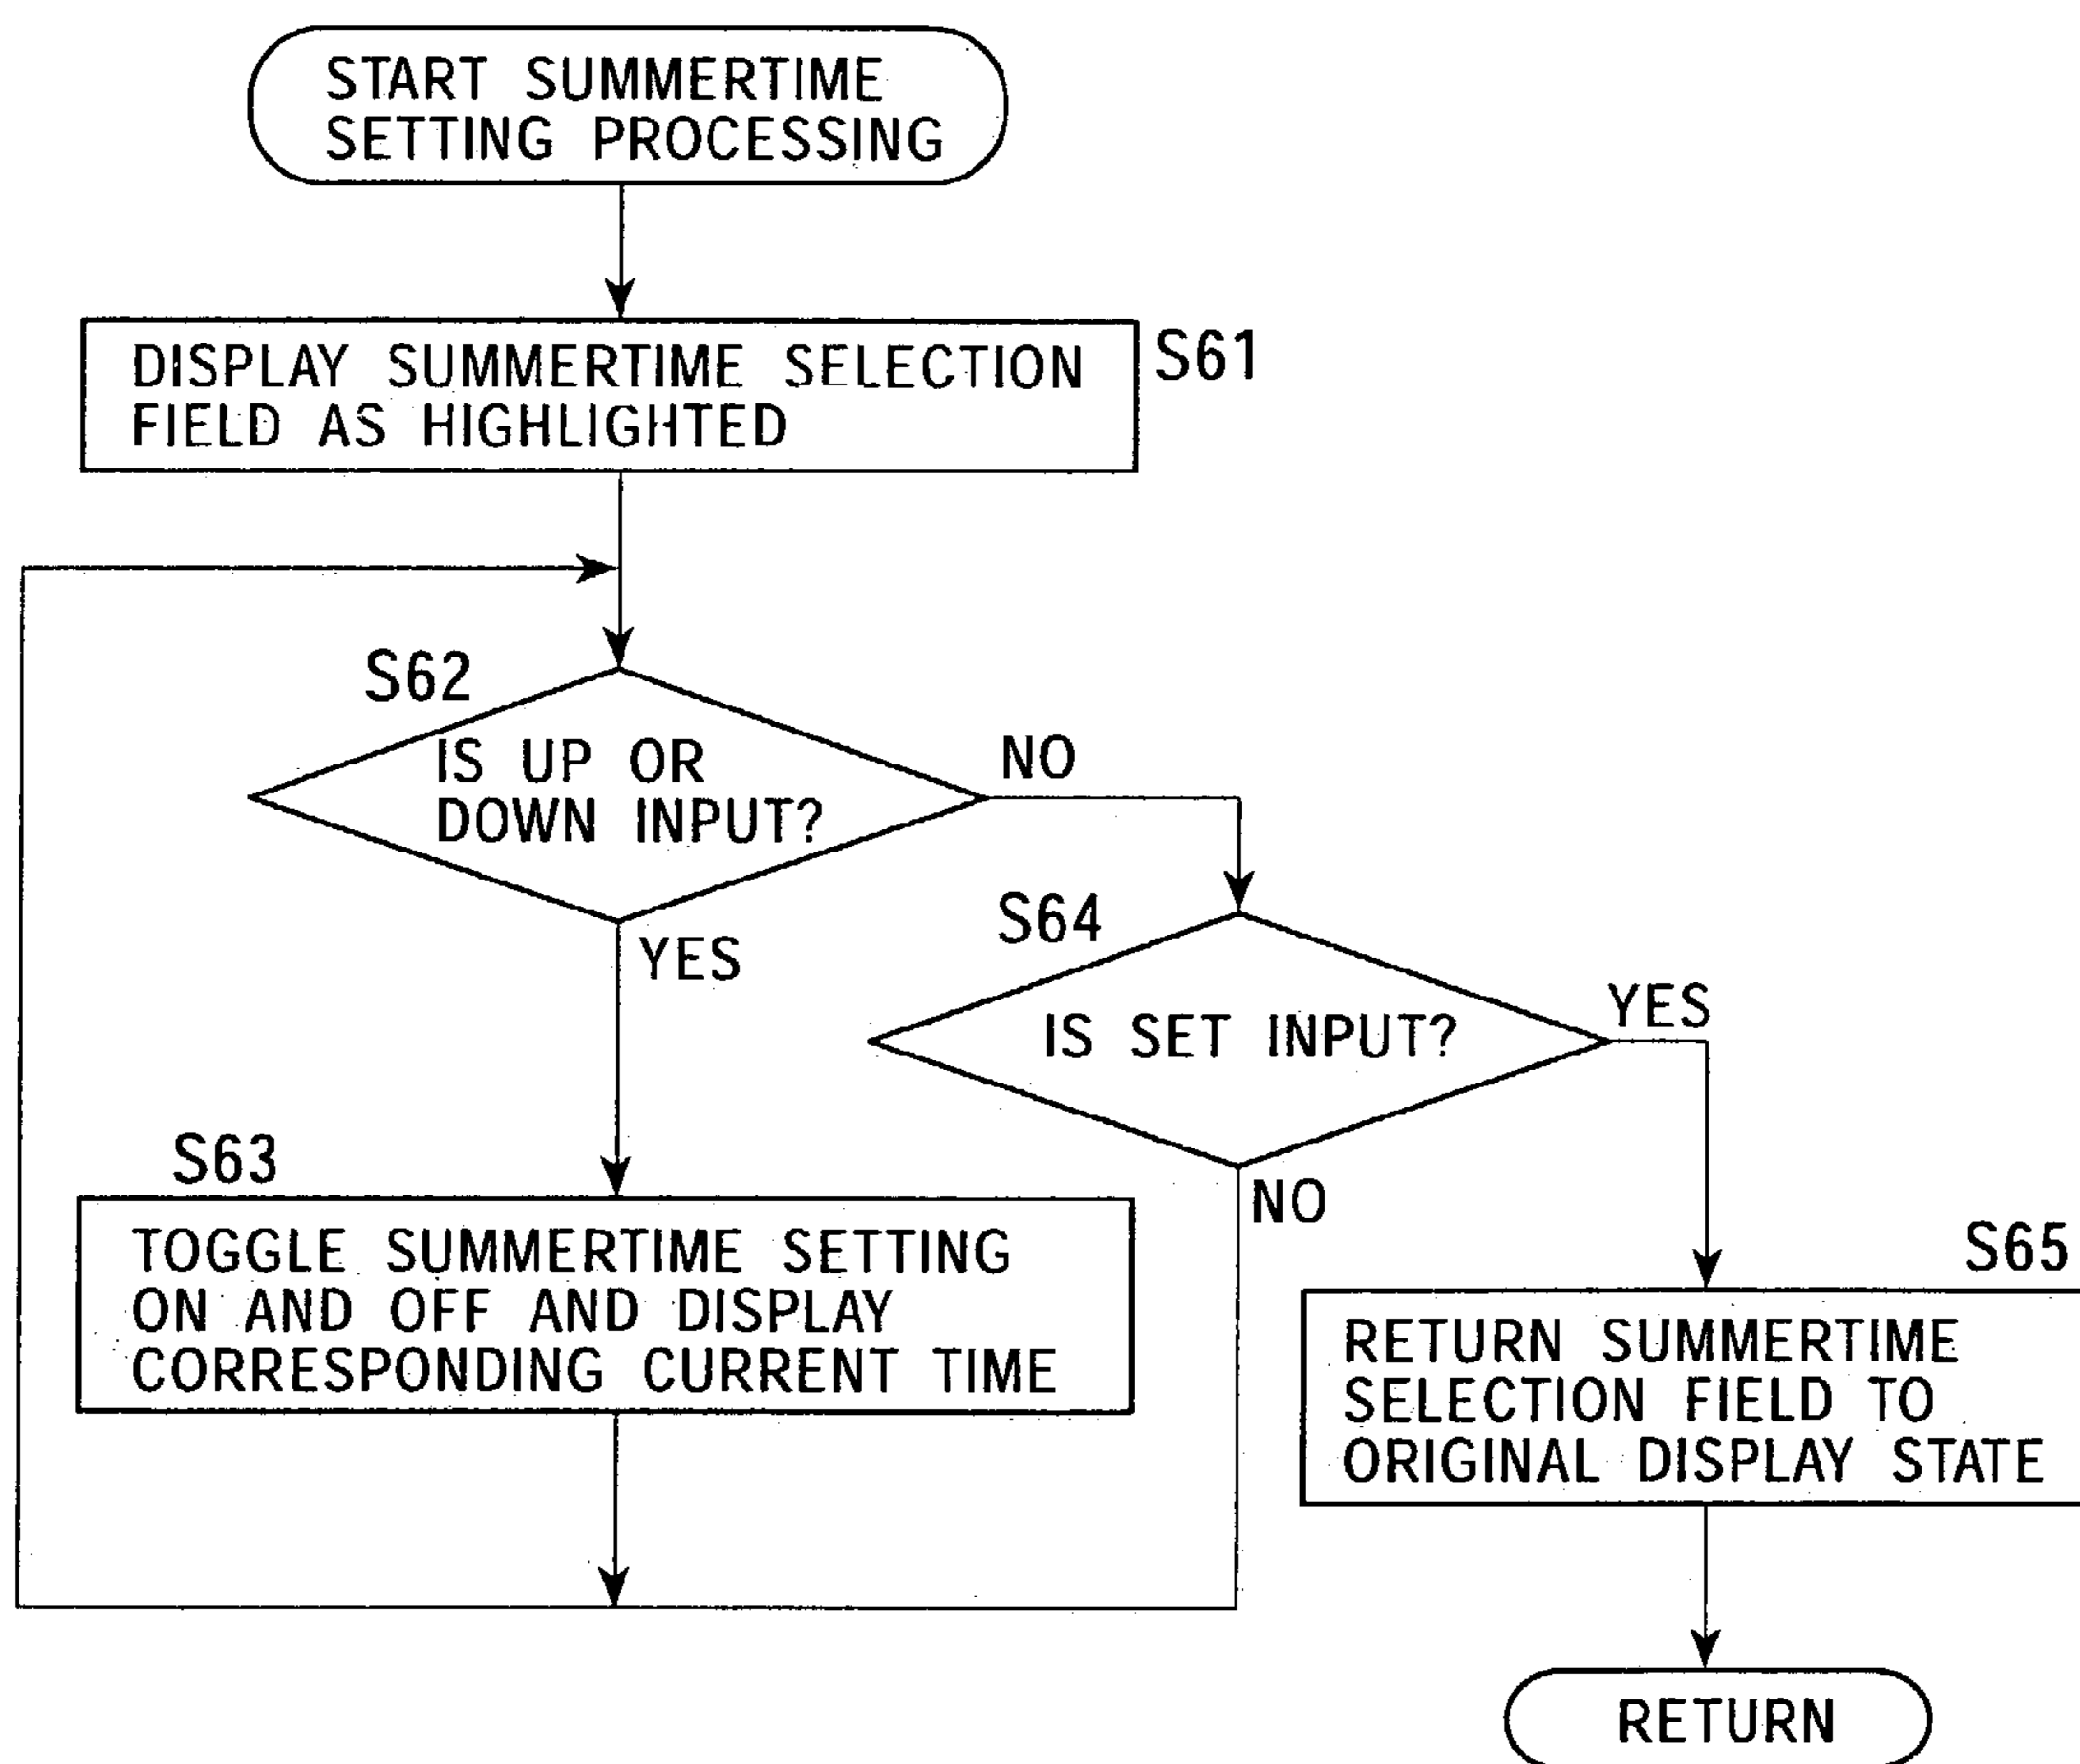 START SUMMERTIME
SETTING PROCESSING
DISPLAY SUMMERTIME SELECTION
FIELD AS HIGHLIGHTED
S61
S62
IS UP OR
DOWN INPUT?
NO
YES
S64
IS SET INPUT?
YES
NO
S63
TOGGLE SUMMERTIME SETTING
ON AND OFF AND DISPLAY
CORRESPONDING CURRENT TIME
S65
RETURN SUMMERTIME
SELECTION FIELD TO
ORIGINAL DISPLAY STATE
RETURN